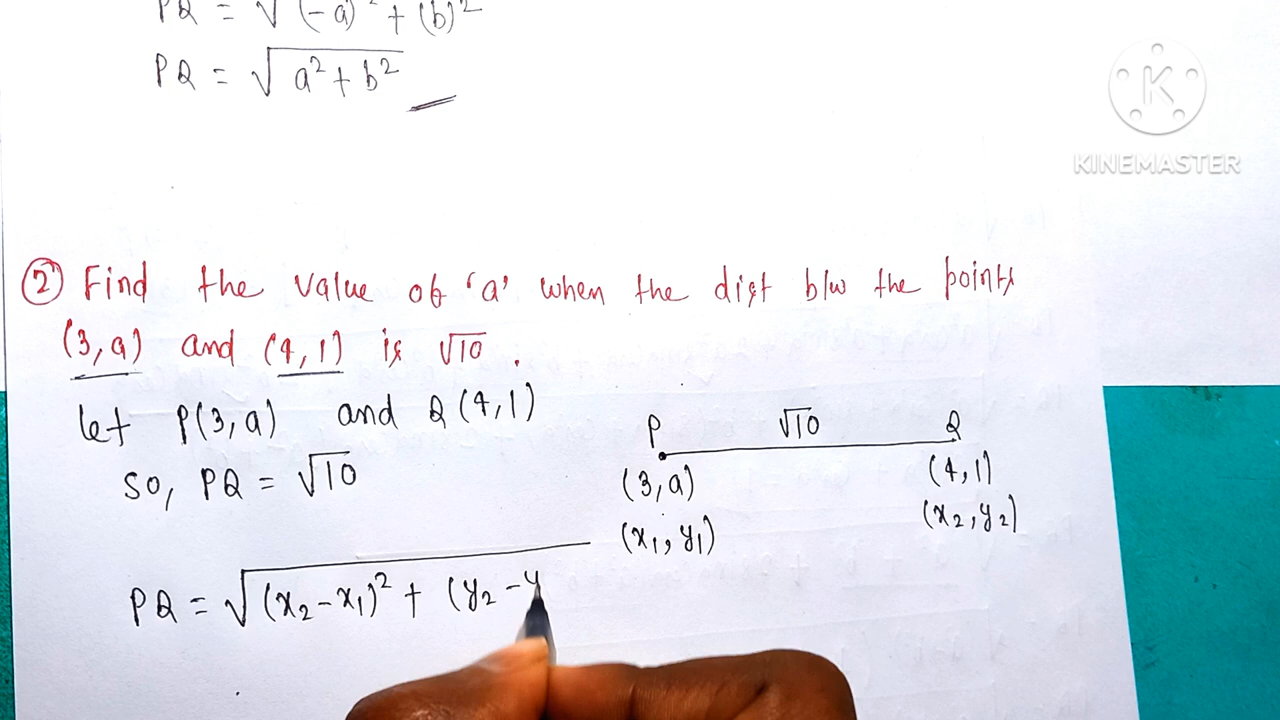 PQ = √(-a)² + (b)²
PQ = √a² + b²
K
KINEMASTER
② Find the value of 'a' when the dist b/w the points
(3, a) and (4, 1) is √10.
let P(3, a) and Q(4, 1)
so, PQ = √10
P √10 Q
(3, a) (4, 1)
(x₁, y₁) (x₂, y₂)
PQ = √(x₂ - x₁)² + (y₂ - y